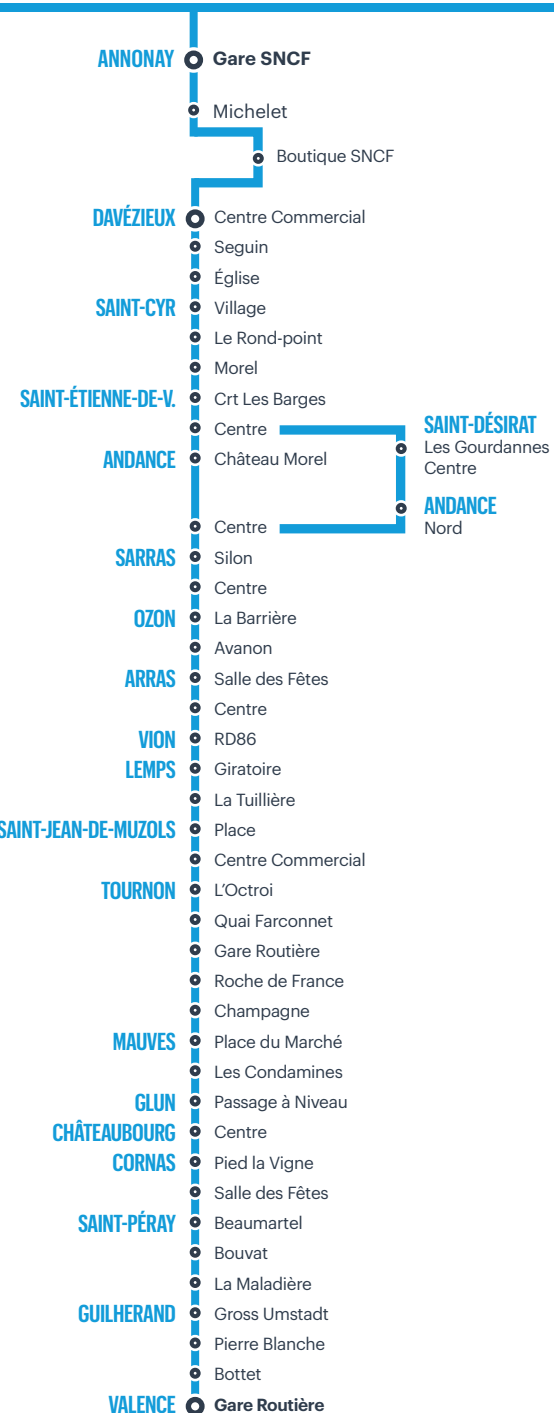 ANNONAY Gare SNCF
Michelet
Boutique SNCF
DAVÉZIEUX Centre Commercial
Seguin
Église
SAINT-CYR Village
Le Rond-point
Morel
SAINT-ÉTIENNE-DE-V. Crt Les Barges
Centre
SAINT-DÉSIRAT
Les Gourdannes
Centre
ANDANCE Château Morel
ANDANCE
Nord
Centre
SARRAS Silon
Centre
OZON La Barrière
Avanon
ARRAS Salle des Fêtes
Centre
VION RD86
LEMPS Giratoire
La Tuillière
SAINT-JEAN-DE-MUZOLS Place
Centre Commercial
TOURNON L'Octroi
Quai Farconnet
Gare Routière
Roche de France
Champagne
MAUVES Place du Marché
Les Condamines
GLUN Passage à Niveau
CHÂTEAUBOURG Centre
CORNAS Pied la Vigne
Salle des Fêtes
SAINT-PÉRAY Beaumartel
Bouvat
La Maladière
GUILHERAND Gross Umstadt
Pierre Blanche
Bottet
VALENCE Gare Routière